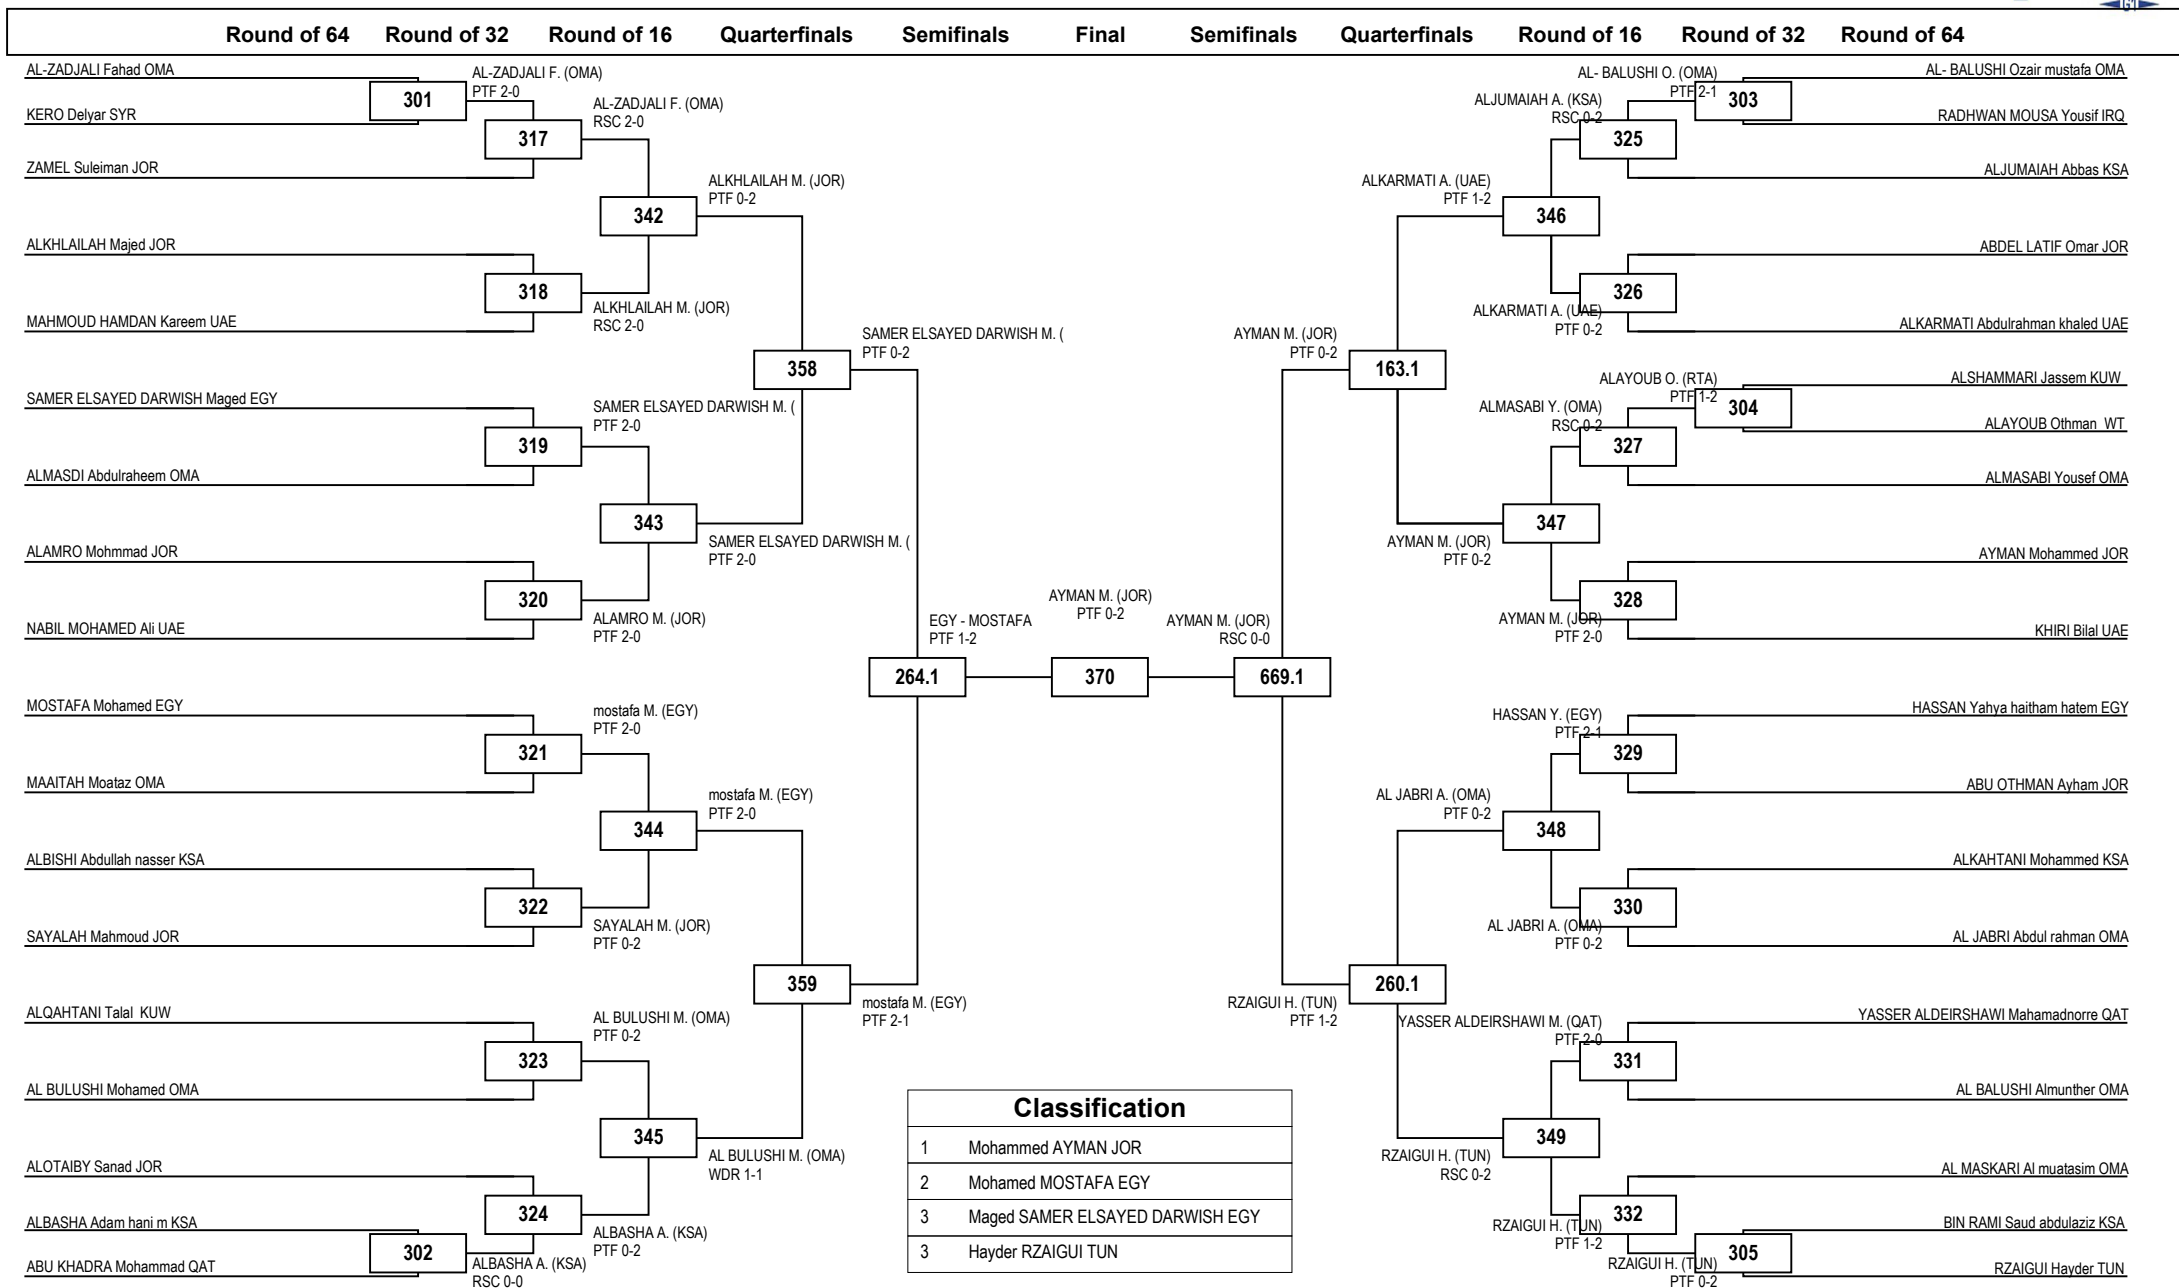 Round of 64 Round of 32 Round of 16 Quarterfinals Semifinals Final Semifinals Quarterfinals Round of 16 Round of 32 Round of 64
AL-ZADJALI Fahad OMA
KERO Delyar SYR
ZAMEL Suleiman JOR
ALKHLAILAH Majed JOR
MAHMOUD HAMDAN Kareem UAE
SAMER ELSAYED DARWISH Maged EGY
ALMASDI Abdulraheem OMA
ALAMRO Mohmmad JOR
NABIL MOHAMED Ali UAE
MOSTAFA Mohamed EGY
MAAITAH Moataz OMA
ALBISHI Abdullah nasser KSA
SAYALAH Mahmoud JOR
ALQAHTANI Talal KUW
AL BULUSHI Mohamed OMA
ALOTAIBY Sanad JOR
ALBASHA Adam hani m KSA
ABU KHADRA Mohammad QAT
301
AL-ZADJALI F. (OMA)
PTF 2-0
302
ALBASHA A. (KSA)
RSC 0-0
317
AL-ZADJALI F. (OMA)
RSC 2-0
318
ALKHLAILAH M. (JOR)
RSC 2-0
319
SAMER ELSAYED DARWISH M. (
PTF 2-0
320
ALAMRO M. (JOR)
PTF 2-0
321
mostafa M. (EGY)
PTF 2-0
322
SAYALAH M. (JOR)
PTF 0-2
323
AL BULUSHI M. (OMA)
PTF 0-2
324
ALBASHA A. (KSA)
PTF 0-2
342
ALKHLAILAH M. (JOR)
PTF 0-2
343
SAMER ELSAYED DARWISH M. (
PTF 2-0
344
mostafa M. (EGY)
PTF 2-0
345
AL BULUSHI M. (OMA)
WDR 1-1
358
SAMER ELSAYED DARWISH M. (
PTF 0-2
359
mostafa M. (EGY)
PTF 2-1
264.1
EGY - MOSTAFA
PTF 1-2
AYMAN M. (JOR)
PTF 0-2
370
AYMAN M. (JOR)
RSC 0-0
669.1
AYMAN M. (JOR)
PTF 0-2
163.1
RZAIGUI H. (TUN)
PTF 1-2
260.1
ALKARMATI A. (UAE)
PTF 1-2
346
AYMAN M. (JOR)
PTF 0-2
347
AL JABRI A. (OMA)
PTF 0-2
348
RZAIGUI H. (TUN)
RSC 0-2
349
ALJUMAIAH A. (KSA)
RSC 0-2
325
ALKARMATI A. (UAE)
PTF 0-2
326
ALMASABI Y. (OMA)
RSC 0-2
327
AYMAN M. (JOR)
PTF 2-0
328
HASSAN Y. (EGY)
PTF 2-1
329
AL JABRI A. (OMA)
PTF 0-2
330
YASSER ALDEIRSHAWI M. (QAT)
PTF 2-0
331
RZAIGUI H. (TUN)
PTF 1-2
332
AL- BALUSHI O. (OMA)
PTF 2-1
303
ALAYOUB O. (RTA)
PTF 1-2
304
RZAIGUI H. (TUN)
PTF 0-2
305
AL- BALUSHI Ozair mustafa OMA
RADHWAN MOUSA Yousif IRQ
ALJUMAIAH Abbas KSA
ABDEL LATIF Omar JOR
ALKARMATI Abdulrahman khaled UAE
ALSHAMMARI Jassem KUW
ALAYOUB Othman WT
ALMASABI Yousef OMA
AYMAN Mohammed JOR
KHIRI Bilal UAE
HASSAN Yahya haitham hatem EGY
ABU OTHMAN Ayham JOR
ALKAHTANI Mohammed KSA
AL JABRI Abdul rahman OMA
YASSER ALDEIRSHAWI Mahamadnorre QAT
AL BALUSHI Almunther OMA
AL MASKARI Al muatasim OMA
BIN RAMI Saud abdulaziz KSA
RZAIGUI Hayder TUN
Classification
1 Mohammed AYMAN JOR
2 Mohamed MOSTAFA EGY
3 Maged SAMER ELSAYED DARWISH EGY
3 Hayder RZAIGUI TUN